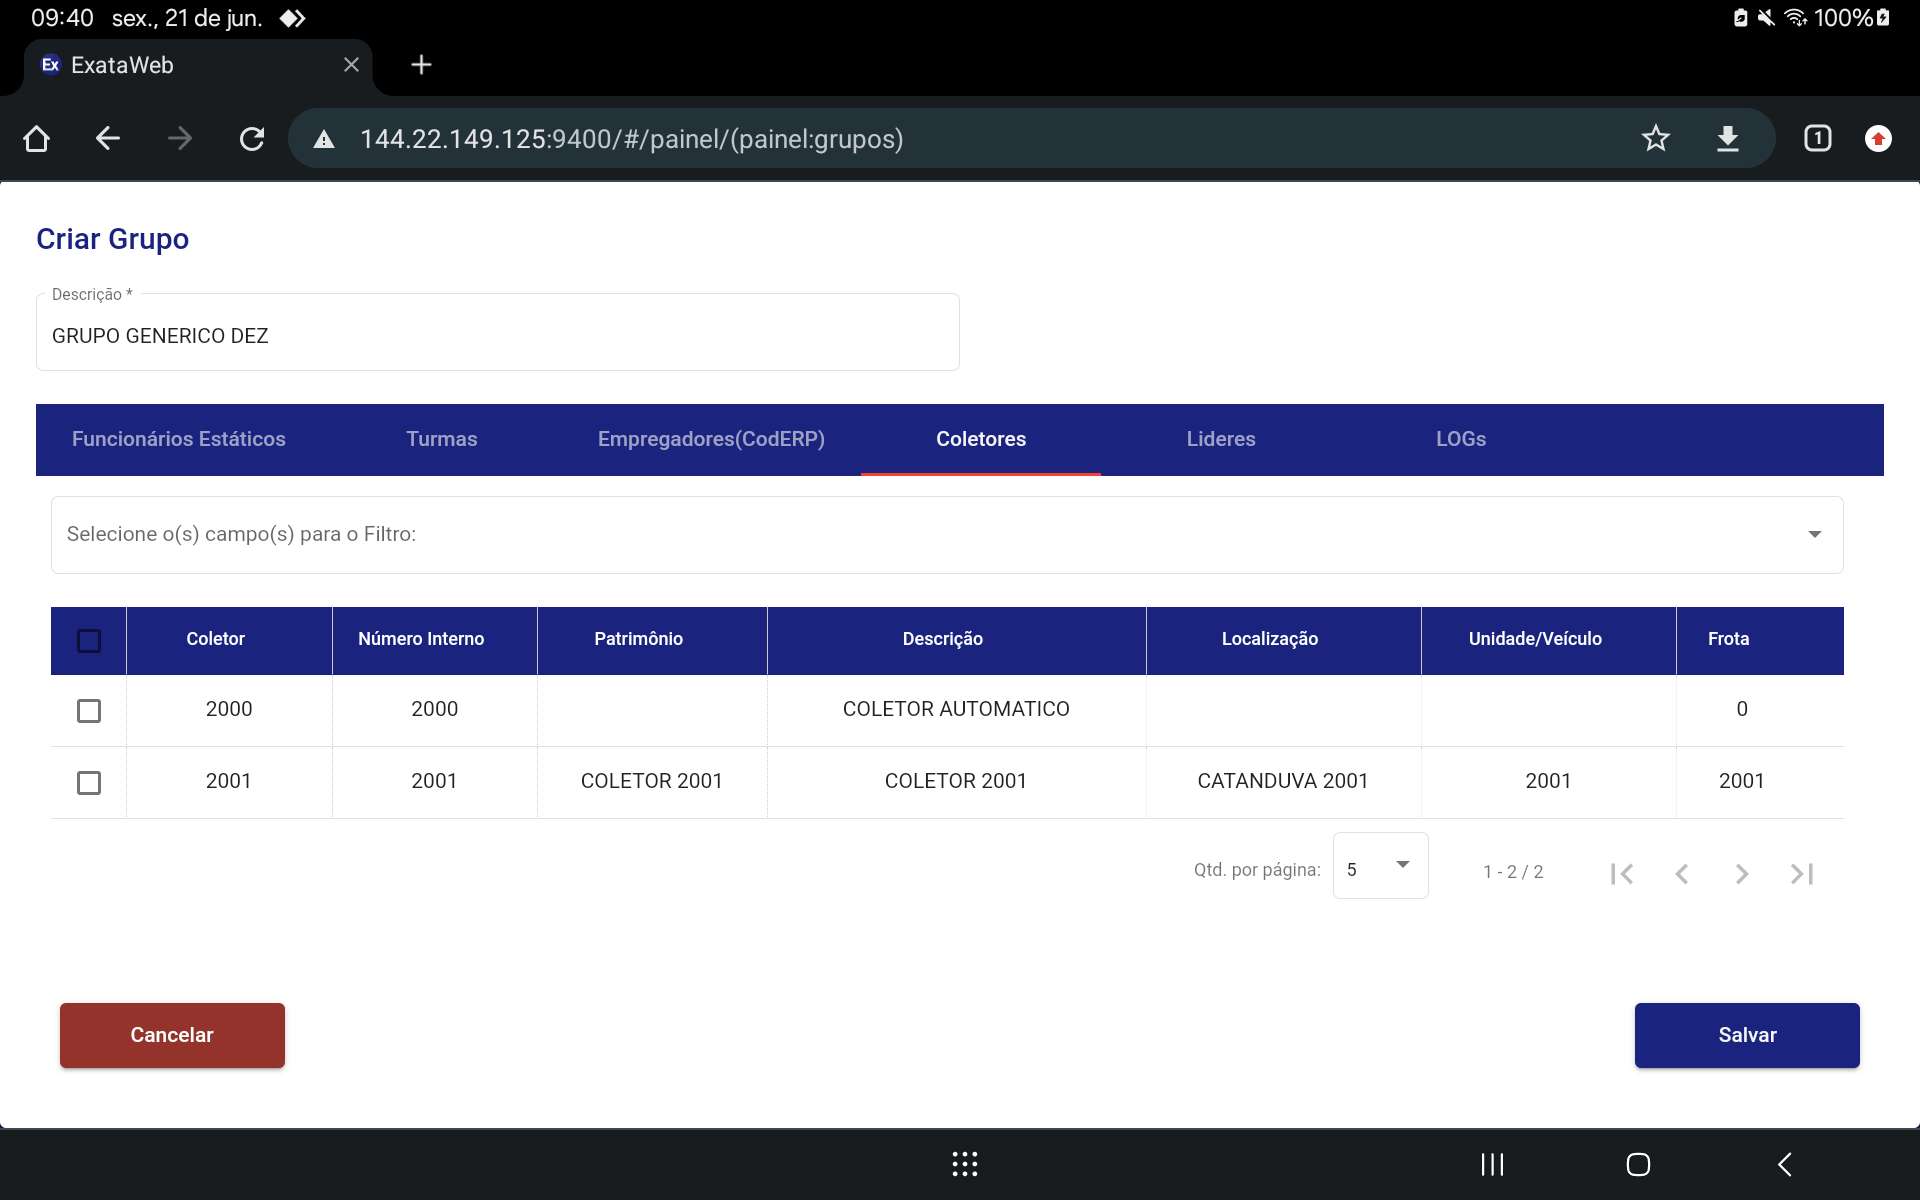 09:40 sex., 21 de jun. 100%
Ex ExataWeb
144.22.149.125:9400/#/painel/(painel:grupos) 1
Criar Grupo
Descrição *
GRUPO GENERICO DEZ
Funcionários Estáticos Turmas Empregadores(CodERP) Coletores Lideres LOGs
Selecione o(s) campo(s) para o Filtro:
Coletor Número Interno Patrimônio Descrição Localização Unidade/Veículo Frota
2000 2000 COLETOR AUTOMATICO 0
2001 2001 COLETOR 2001 COLETOR 2001 CATANDUVA 2001 2001 2001
Qtd. por página: 5 1 - 2 / 2
Cancelar Salvar